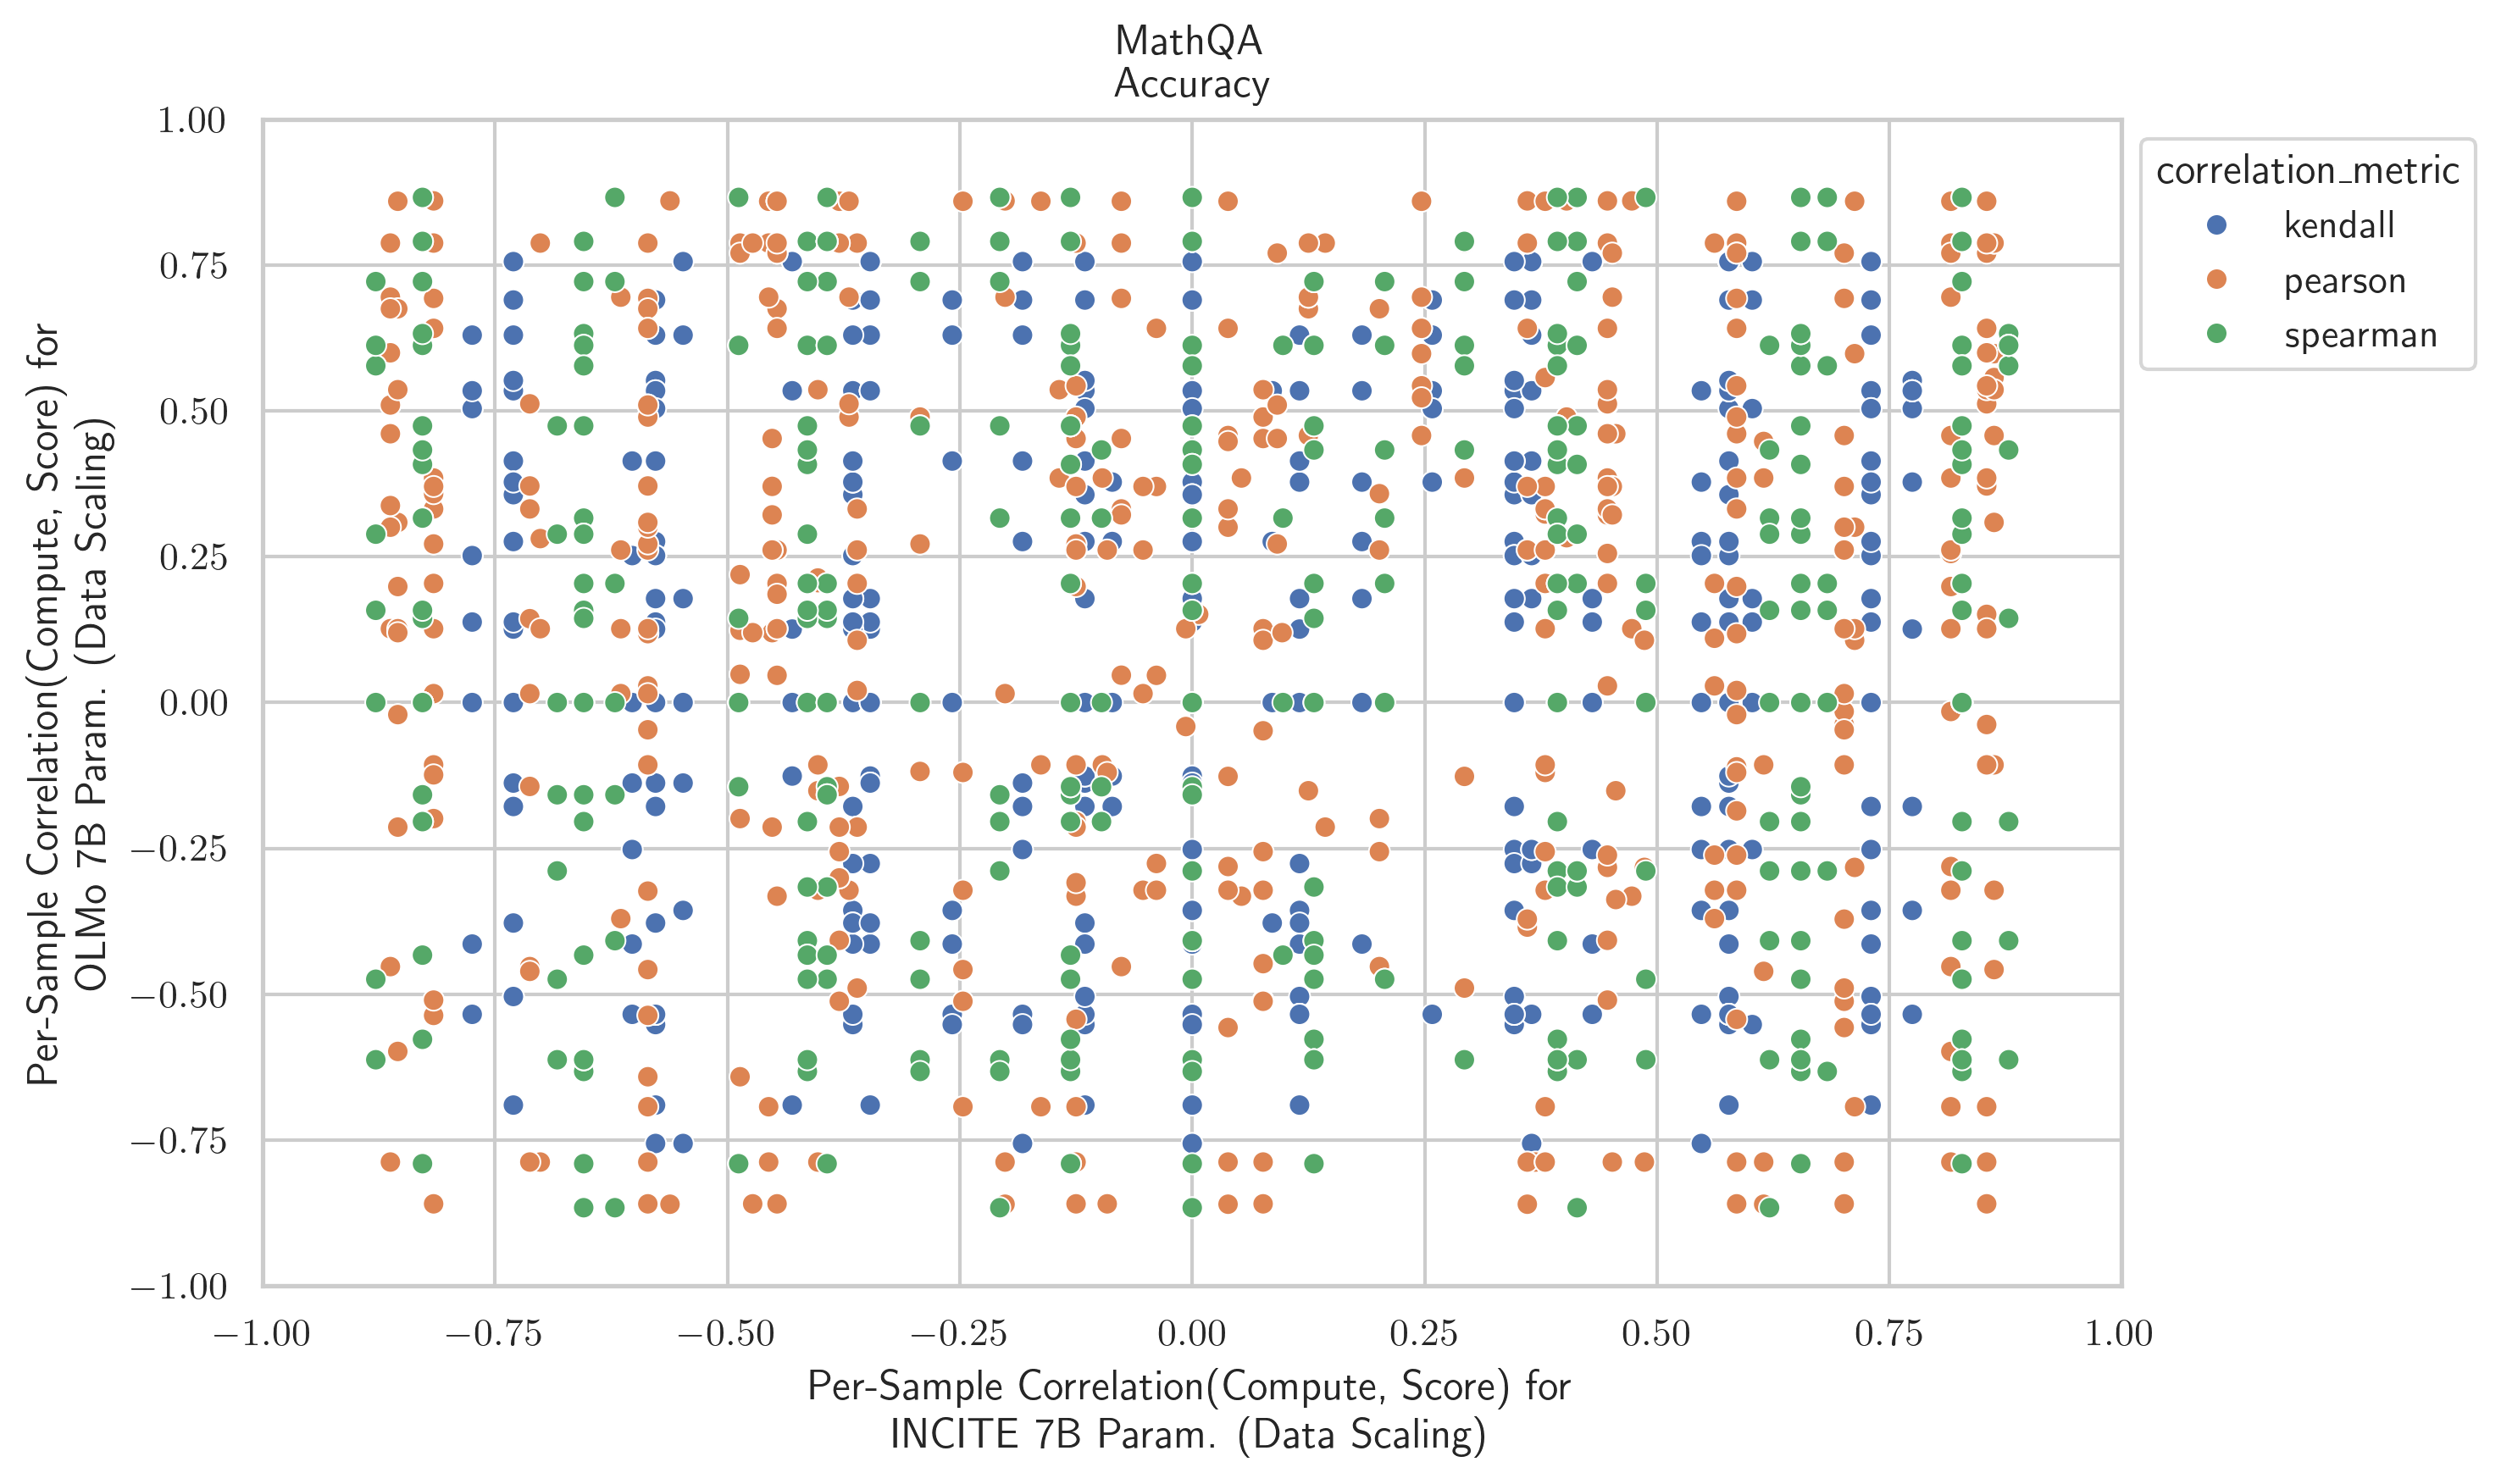 MathQA
Accuracy
Per-Sample Correlation(Compute, Score) for
OLMo 7B Param. (Data Scaling)
1.00
0.75
0.50
0.25
0.00
−0.25
−0.50
−0.75
−1.00
−1.00
−0.75
−0.50
−0.25
0.00
0.25
0.50
0.75
1.00
Per-Sample Correlation(Compute, Score) for
INCITE 7B Param. (Data Scaling)
correlation_metric
kendall
pearson
spearman